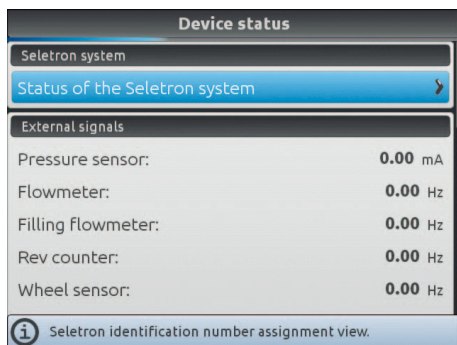 Device status
Seletron system
Status of the Seletron system
External signals
Pressure sensor: 0.00 mA
Flowmeter: 0.00 Hz
Filling flowmeter: 0.00 Hz
Rev counter: 0.00 Hz
Wheel sensor: 0.00 Hz
Seletron identification number assignment view.